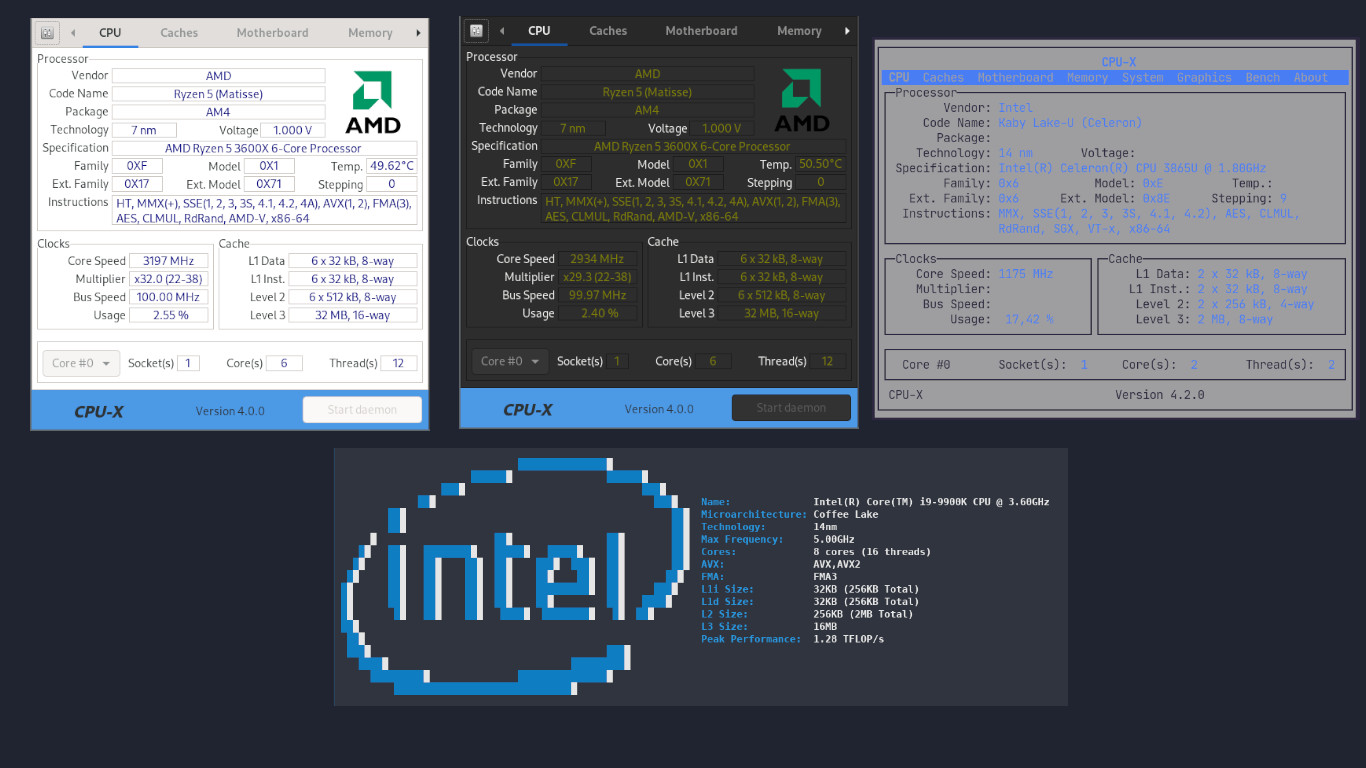 CPU Caches Motherboard Memory
Processor
Vendor AMD
Code Name Ryzen 5 (Matisse)
Package AM4
AMD
Technology 7 nm Voltage 1.000 V
Specification AMD Ryzen 5 3600X 6-Core Processor
Family 0XF Model 0X1 Temp. 49.62°C
Ext. Family 0X17 Ext. Model 0X71 Stepping 0
Instructions HT, MMX(+), SSE(1, 2, 3, 3S, 4.1, 4.2, 4A), AVX(1, 2), FMA(3),
AES, CLMUL, RdRand, AMD-V, x86-64
Clocks Cache
Core Speed 3197 MHz L1 Data 6 x 32 kB, 8-way
Multiplier x32.0 (22-38) L1 Inst. 6 x 32 kB, 8-way
Bus Speed 100.00 MHz Level 2 6 x 512 kB, 8-way
Usage 2.55 % Level 3 32 MB, 16-way
Core #0 Socket(s) 1 Core(s) 6 Thread(s) 12
CPU-X Version 4.0.0 Start daemon
CPU Caches Motherboard Memory
Processor
Vendor AMD
Code Name Ryzen 5 (Matisse)
Package AM4
AMD
Technology 7 nm Voltage 1.000 V
Specification AMD Ryzen 5 3600X 6-Core Processor
Family 0XF Model 0X1 Temp. 50.50°C
Ext. Family 0X17 Ext. Model 0X71 Stepping 0
Instructions HT, MMX(+), SSE(1, 2, 3, 3S, 4.1, 4.2, 4A), AVX(1, 2), FMA(3),
AES, CLMUL, RdRand, AMD-V, x86-64
Clocks Cache
Core Speed 2934 MHz L1 Data 6 x 32 kB, 8-way
Multiplier x29.3 (22-38) L1 Inst. 6 x 32 kB, 8-way
Bus Speed 99.97 MHz Level 2 6 x 512 kB, 8-way
Usage 2.40 % Level 3 32 MB, 16-way
Core #0 Socket(s) 1 Core(s) 6 Thread(s) 12
CPU-X Version 4.0.0 Start daemon
CPU-X
CPU Caches Motherboard Memory System Graphics Bench About
Processor
Vendor: Intel
Code Name: Kaby Lake-U (Celeron)
Package:
Technology: 14 nm Voltage:
Specification: Intel(R) Celeron(R) CPU 3865U @ 1.80GHz
Family: 0x6 Model: 0xE Temp.:
Ext. Family: 0x6 Ext. Model: 0x8E Stepping: 9
Instructions: MMX, SSE(1, 2, 3, 3S, 4.1, 4.2), AES, CLMUL,
RdRand, SGX, VT-x, x86-64
Clocks Cache
Core Speed: 1175 MHz L1 Data: 2 x 32 kB, 8-way
Multiplier: L1 Inst.: 2 x 32 kB, 8-way
Bus Speed: Level 2: 2 x 256 kB, 4-way
Usage: 17,42 % Level 3: 2 MB, 8-way
Core #0 Socket(s): 1 Core(s): 2 Thread(s): 2
CPU-X Version 4.2.0
intel
Name: Intel(R) Core(TM) i9-9900K CPU @ 3.60GHz
Microarchitecture: Coffee Lake
Technology: 14nm
Max Frequency: 5.00GHz
Cores: 8 cores (16 threads)
AVX: AVX,AVX2
FMA: FMA3
L1i Size: 32KB (256KB Total)
L1d Size: 32KB (256KB Total)
L2 Size: 256KB (2MB Total)
L3 Size: 16MB
Peak Performance: 1.28 TFLOP/s